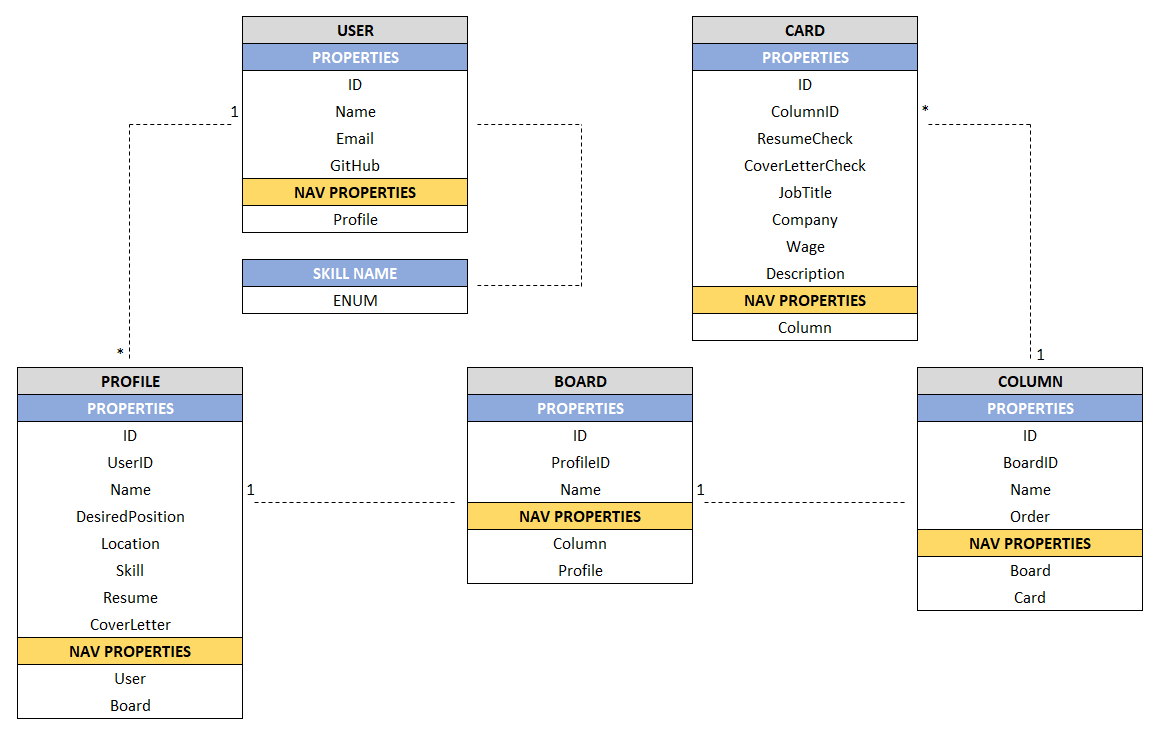 USER
PROPERTIES
ID
1
Name
Email
GitHub
NAV PROPERTIES
Profile
SKILL NAME
ENUM
CARD
PROPERTIES
ID
ColumnID
*
ResumeCheck
CoverLetterCheck
JobTitle
Company
Wage
Description
NAV PROPERTIES
Column
*
PROFILE
PROPERTIES
ID
UserID
Name
1
DesiredPosition
Location
Skill
Resume
CoverLetter
NAV PROPERTIES
User
Board
BOARD
PROPERTIES
ID
ProfileID
Name
1
NAV PROPERTIES
Column
Profile
1
COLUMN
PROPERTIES
ID
BoardID
Name
Order
NAV PROPERTIES
Board
Card